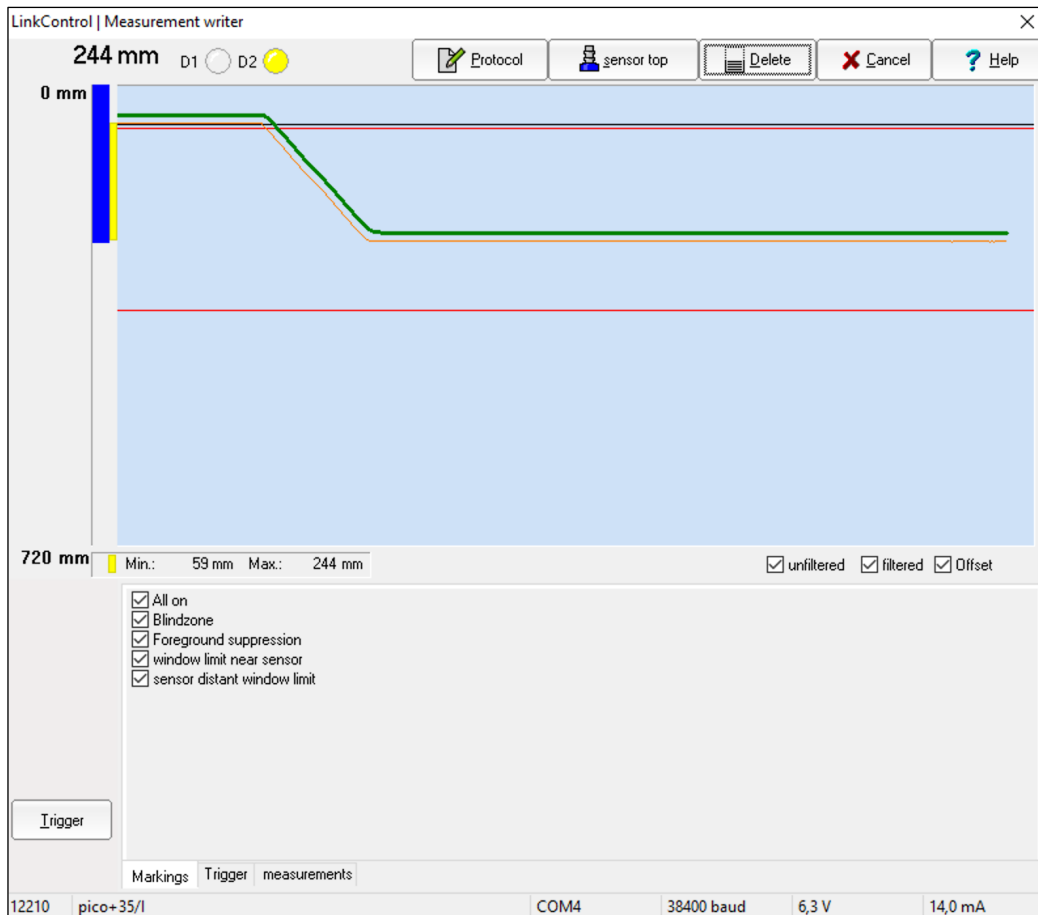 LinkControl | Measurement writer
244 mm D1 D2 Protocol sensor top Delete Cancel Help
0 mm
720 mm Min.: 59 mm Max.: 244 mm unfiltered filtered Offset
All on
Blindzone
Foreground suppression
window limit near sensor
sensor distant window limit
Trigger
Markings Trigger measurements
12210 pico+35/I COM4 38400 baud 6,3 V 14,0 mA